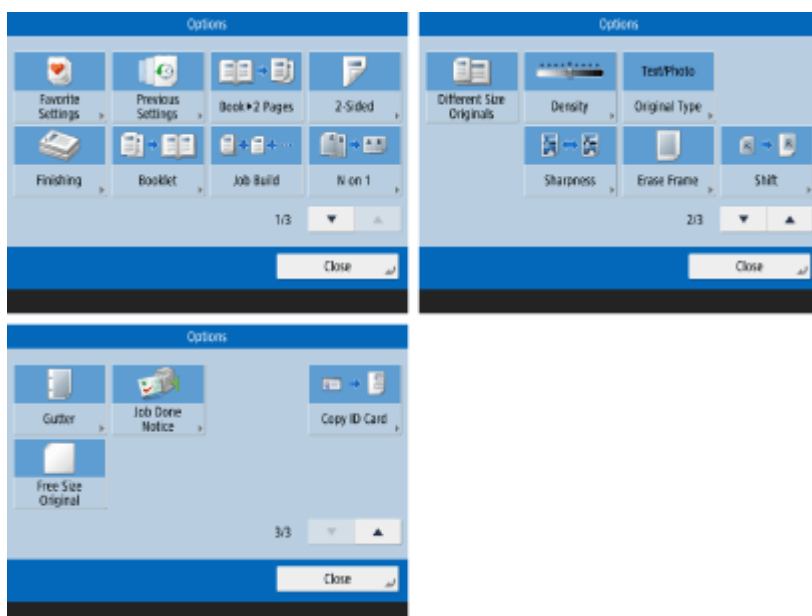 Options
Favorite
Settings
Previous
Settings
Book▸2 Pages
2-Sided
Finishing
Booklet
Job Build
N on 1
1/3
Close
Options
Different Size
Originals
Density
Text/Photo
Original Type
Sharpness
Erase Frame
Shift
2/3
Close
Options
Gutter
Job Done
Notice
Copy ID Card
Free Size
Original
3/3
Close